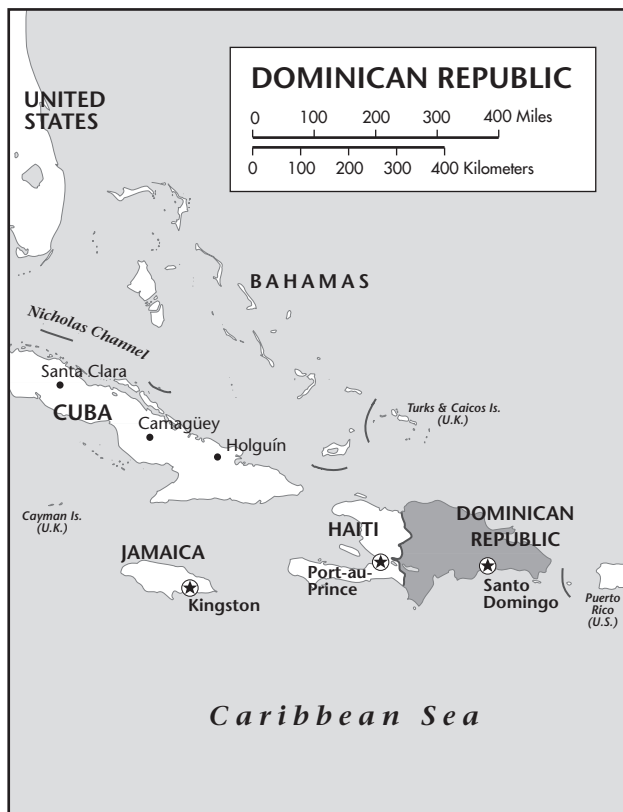 DOMINICAN REPUBLIC
0 100 200 300 400 Miles
0 100 200 300 400 Kilometers
UNITED
STATES
BAHAMAS
Nicholas Channel
Santa Clara
CUBA
Camagüey
Holguín
Turks & Caicos Is.
(U.K.)
Cayman Is.
(U.K.)
JAMAICA
Kingston
HAITI
Port-au-
Prince
DOMINICAN
REPUBLIC
Santo
Domingo
Puerto
Rico
(U.S.)
Caribbean Sea